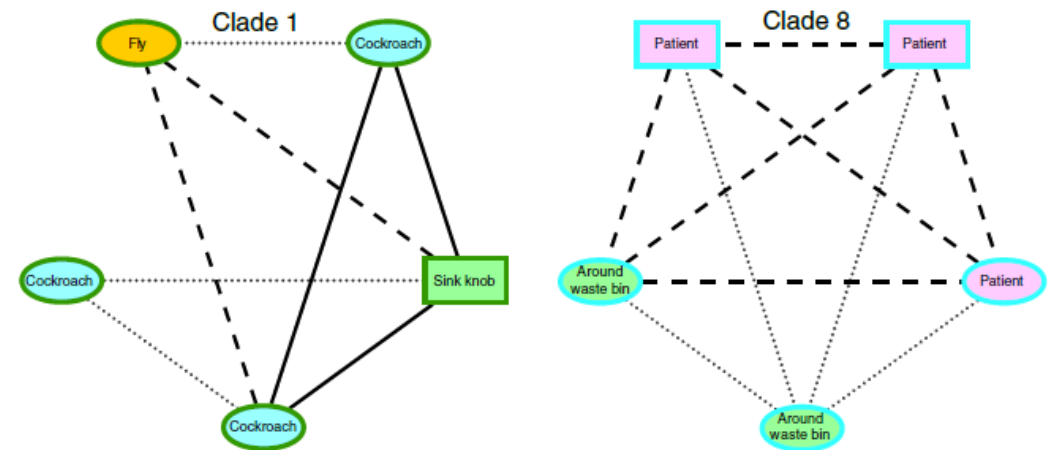 Clade 1
Clade 8
Fly
Cockroach
Patient
Patient
Cockroach
Sink knob
Around
waste bin
Patient
Cockroach
Around
waste bin